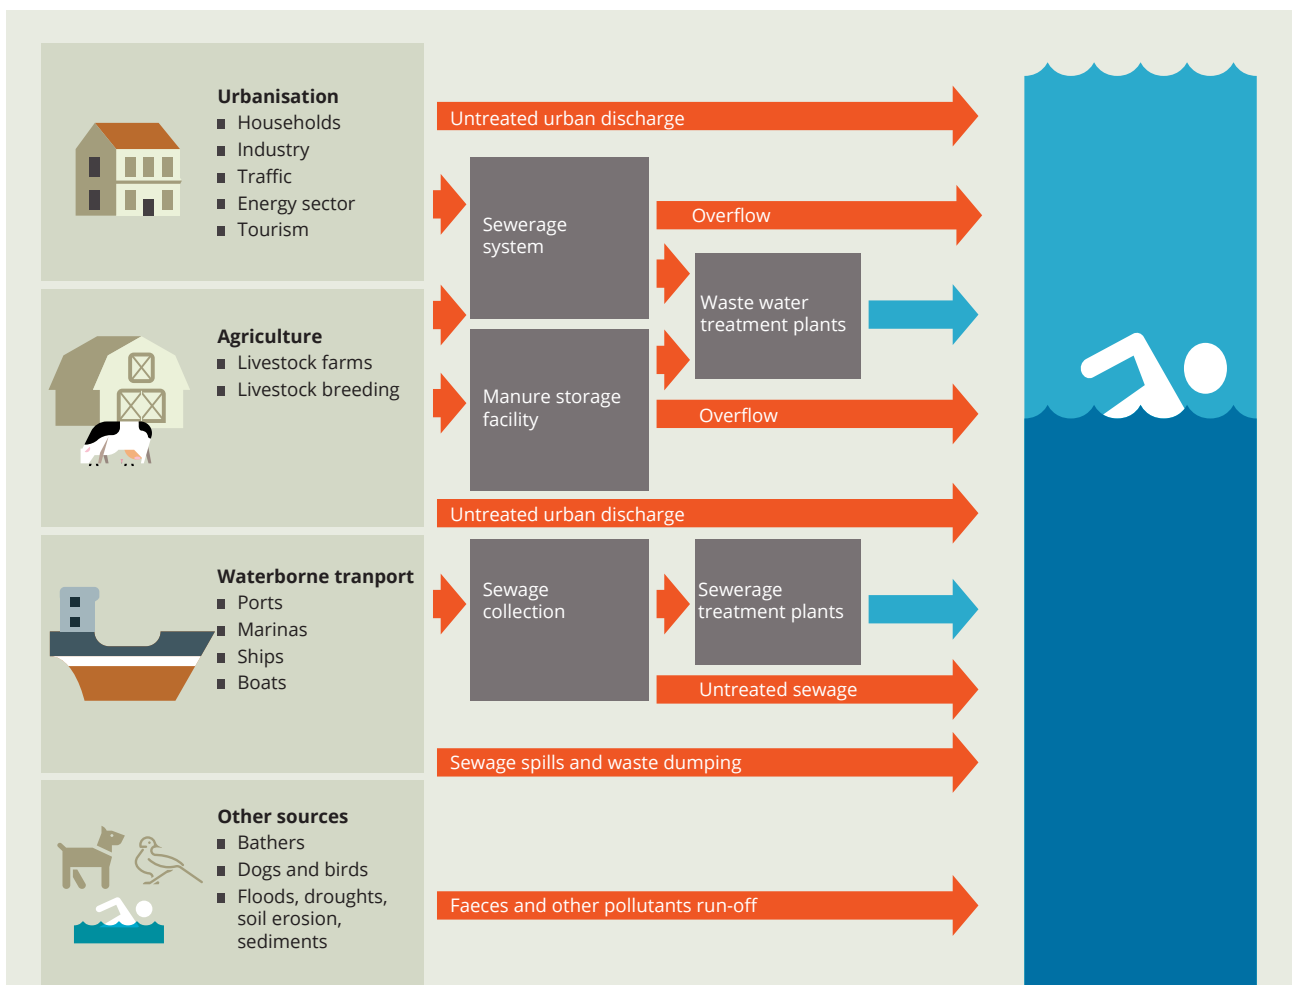 Urbanisation
Households
Industry
Traffic
Energy sector
Tourism
Untreated urban discharge
Sewerage
system
Overflow
Waste water
treatment plants
Agriculture
Livestock farms
Livestock breeding
Manure storage
facility
Overflow
Untreated urban discharge
Waterborne tranport
Ports
Marinas
Ships
Boats
Sewage
collection
Sewerage
treatment plants
Untreated sewage
Sewage spills and waste dumping
Other sources
Bathers
Dogs and birds
Floods, droughts,
soil erosion,
sediments
Faeces and other pollutants run-off